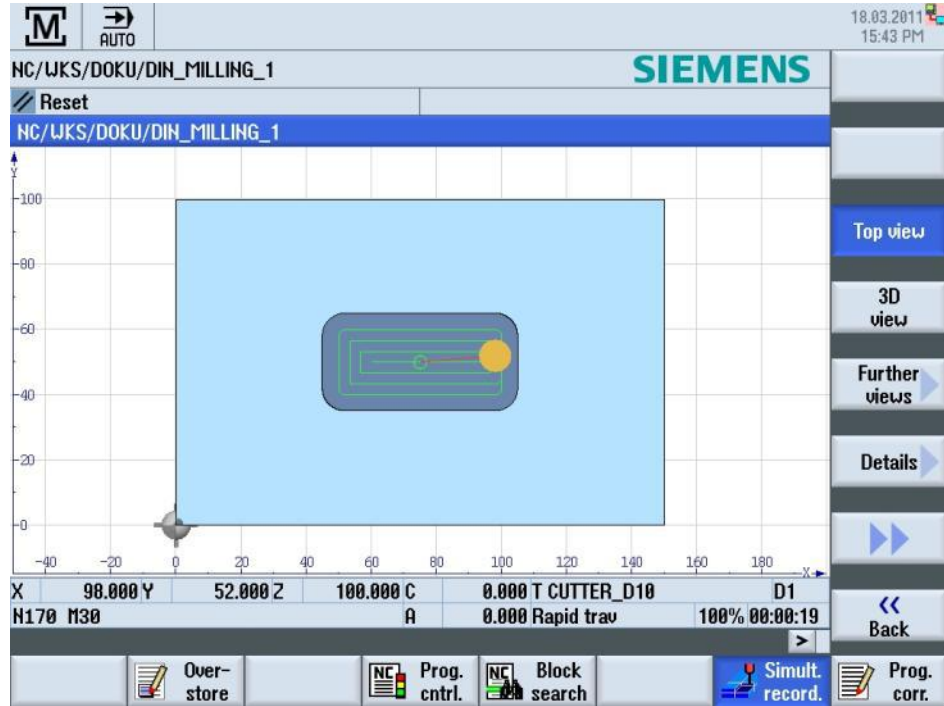 M
AUTO
18.03.2011
15:43 PM
NC/WKS/DOKU/DIN_MILLING_1
SIEMENS
Reset
NC/WKS/DOKU/DIN_MILLING_1
Y
100
80
60
40
20
0
-40 -20 0 20 40 60 80 100 120 140 160 180
X
X 98.000 Y 52.000 Z 100.000 C 0.000 T CUTTER_D10 D1
N170 M30 A 0.000 Rapid trav 100% 00:00:19
>
Top view
3D
view
Further
views
Details
Back
Over-
store
NC Prog.
cntrl.
NC Block
search
Simult.
record.
Prog.
corr.